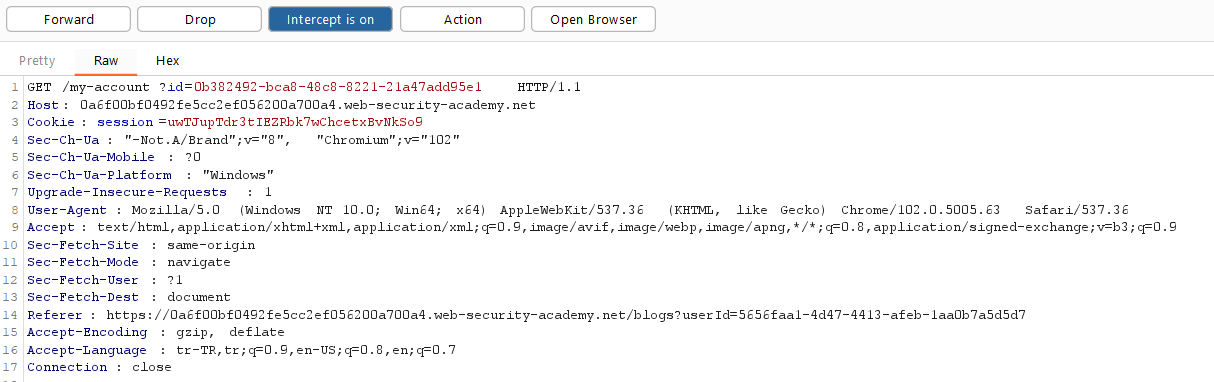 Forward Drop Intercept is on Action Open Browser
Pretty Raw Hex
1 GET /my-account ?id=0b382492-bca8-48c8-8221-21a47add95e1 HTTP/1.1
2 Host : 0a6f00bf0492fe5cc2ef056200a700a4.web-security-academy.net
3 Cookie : session =uwTJupTdr3tIEZRbk7wChcetxBvNkSo9
4 Sec-Ch-Ua : "-Not.A/Brand";v="8", "Chromium";v="102"
5 Sec-Ch-Ua-Mobile : ?0
6 Sec-Ch-Ua-Platform : "Windows"
7 Upgrade-Insecure-Requests : 1
8 User-Agent : Mozilla/5.0 (Windows NT 10.0; Win64; x64) AppleWebKit/537.36 (KHTML, like Gecko) Chrome/102.0.5005.63 Safari/537.36
9 Accept : text/html,application/xhtml+xml,application/xml;q=0.9,image/avif,image/webp,image/apng,*/*;q=0.8,application/signed-exchange;v=b3;q=0.9
10 Sec-Fetch-Site : same-origin
11 Sec-Fetch-Mode : navigate
12 Sec-Fetch-User : ?1
13 Sec-Fetch-Dest : document
14 Referer : https://0a6f00bf0492fe5cc2ef056200a700a4.web-security-academy.net/blogs?userId=5656faa1-4d47-4413-afeb-1aa0b7a5d5d7
15 Accept-Encoding : gzip, deflate
16 Accept-Language : tr-TR,tr;q=0.9,en-US;q=0.8,en;q=0.7
17 Connection : close